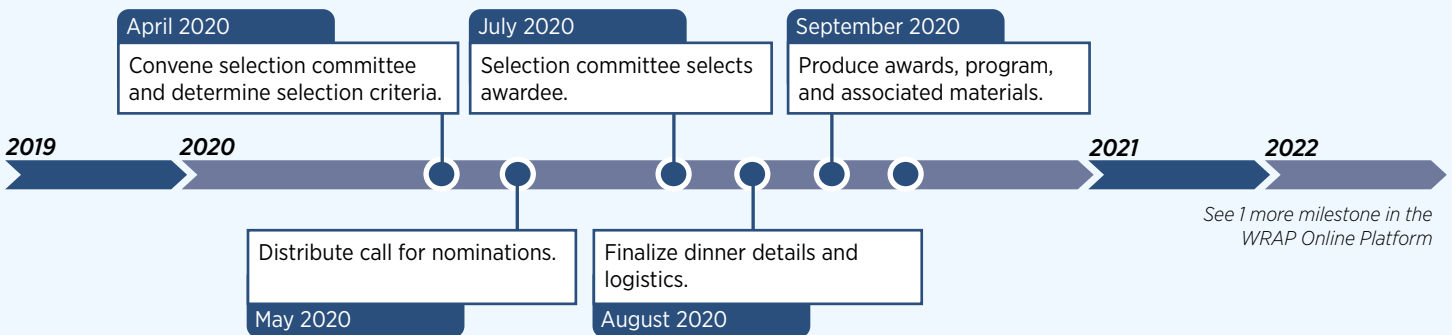 April 2020
Convene selection committee
and determine selection criteria.
July 2020
Selection committee selects
awardee.
September 2020
Produce awards, program,
and associated materials.
2019
2020
2021
2022
See 1 more milestone in the
WRAP Online Platform
Distribute call for nominations.
May 2020
Finalize dinner details and
logistics.
August 2020